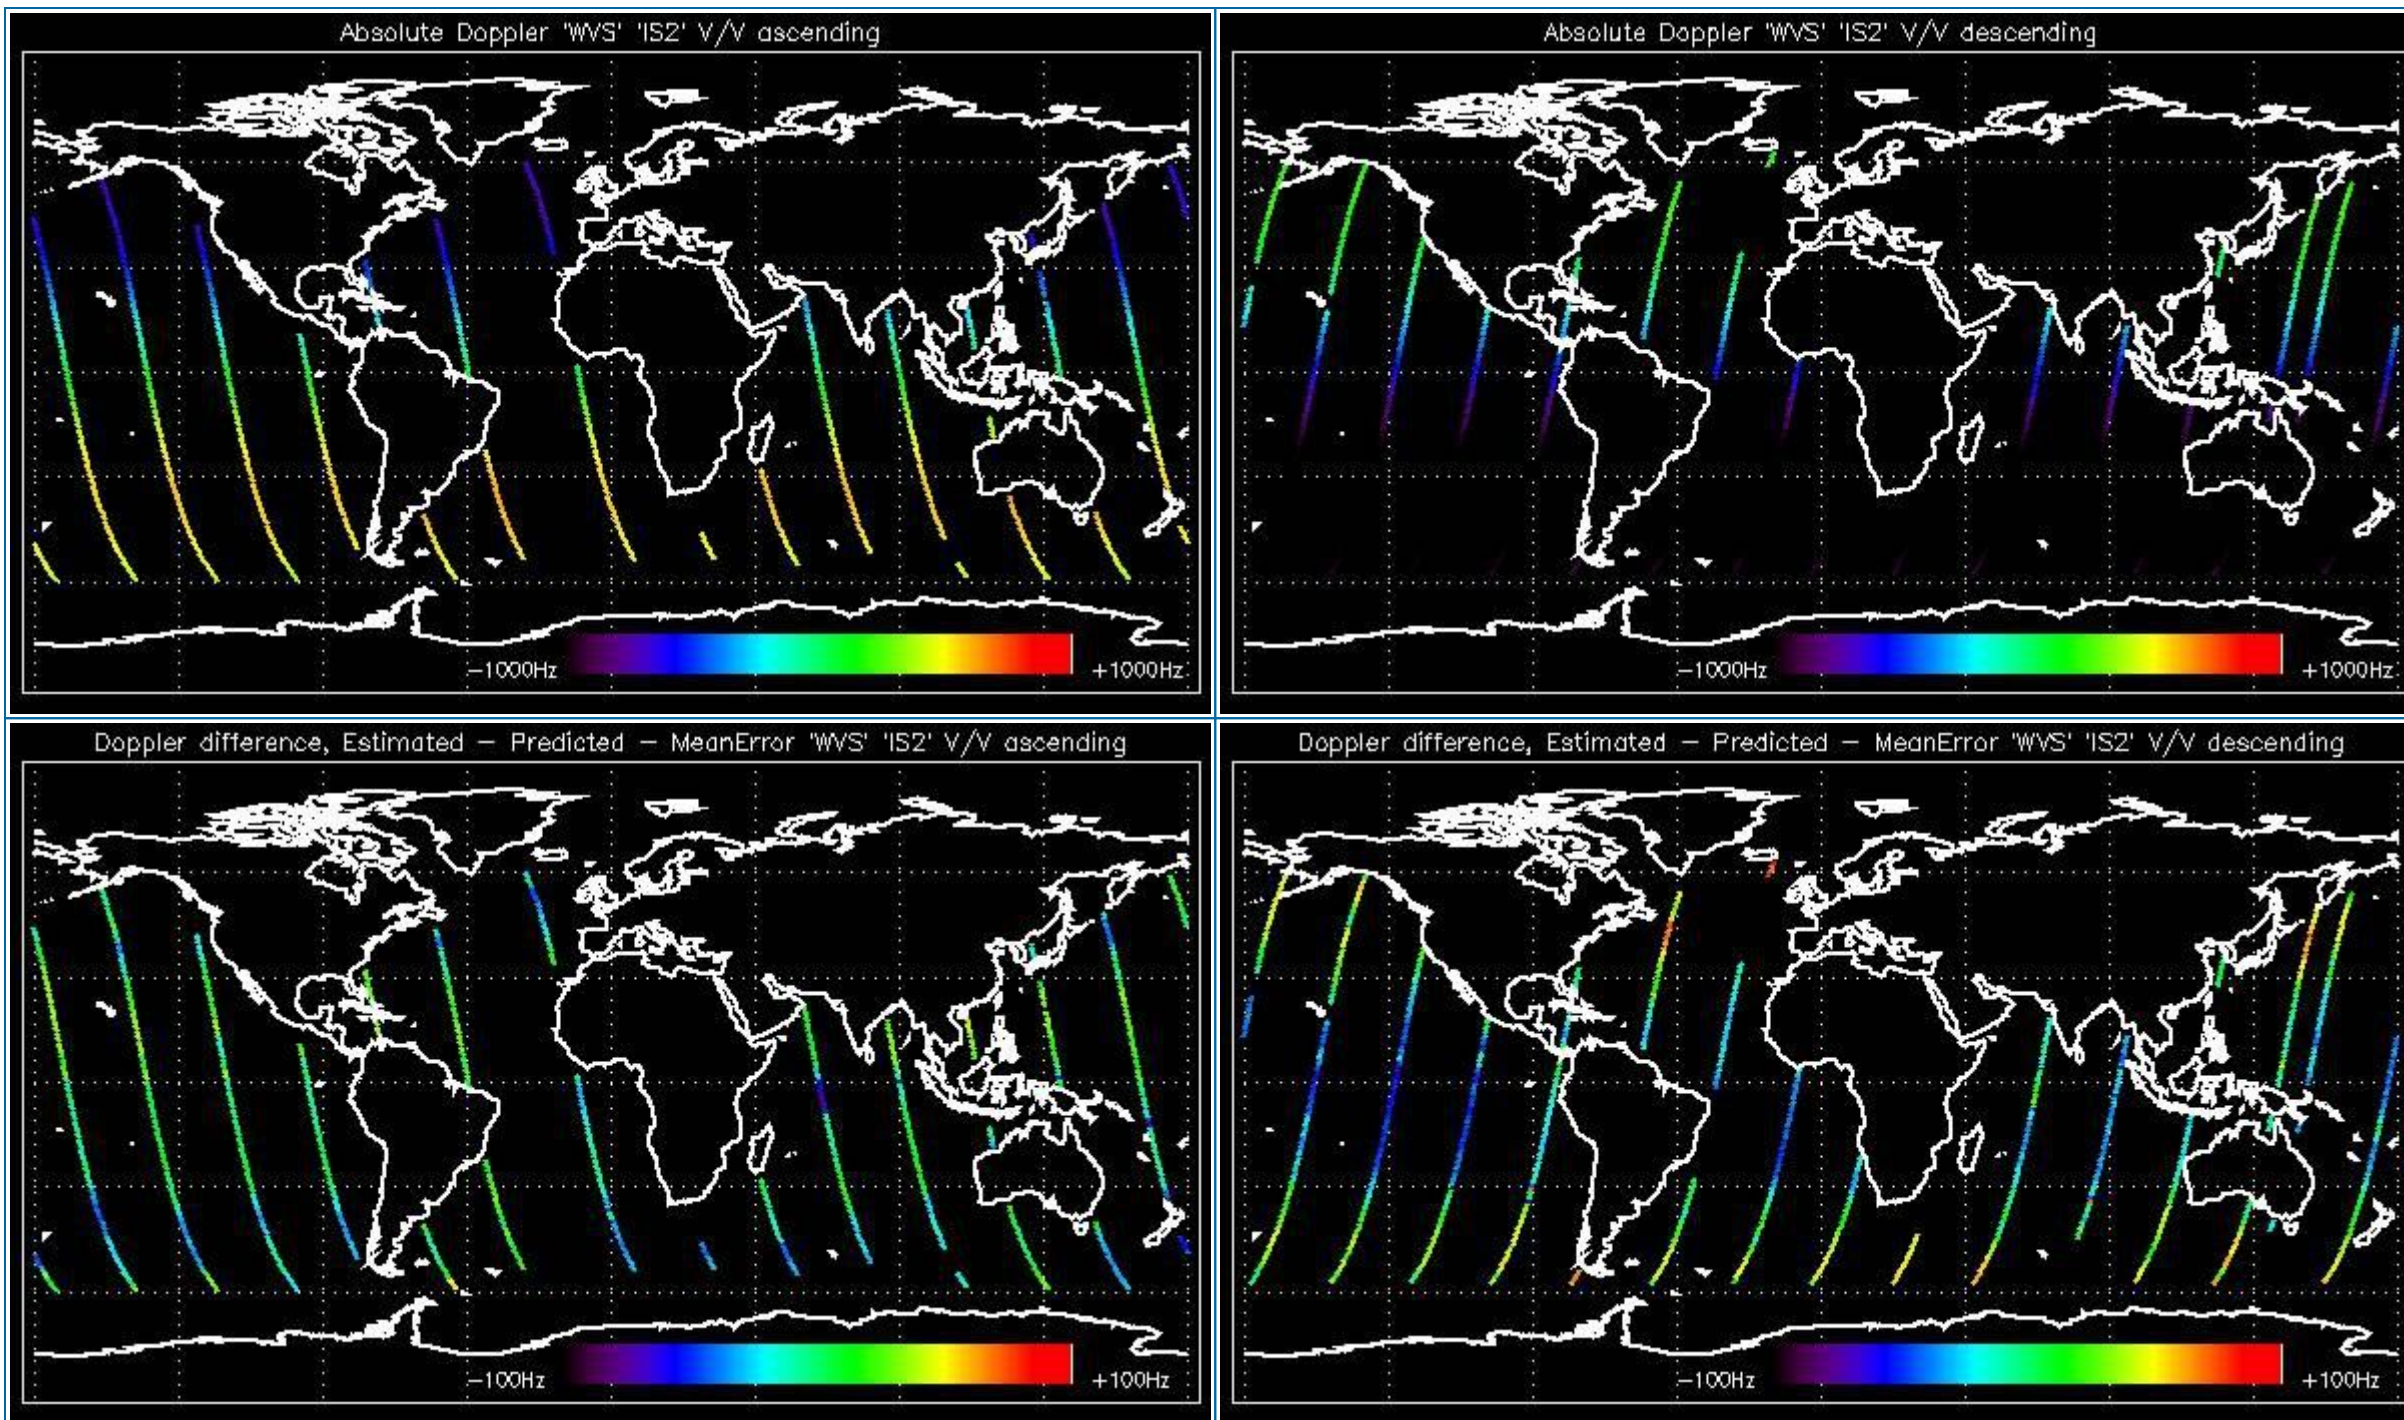 Absolute Doppler 'WVS' 'IS2' V/V ascending
-1000Hz
+1000Hz
Absolute Doppler 'WVS' 'IS2' V/V descending
-1000Hz
+1000Hz
Doppler difference, Estimated - Predicted - MeanError 'WVS' 'IS2' V/V ascending
-100Hz
+100Hz
Doppler difference, Estimated - Predicted - MeanError 'WVS' 'IS2' V/V descending
-100Hz
+100Hz